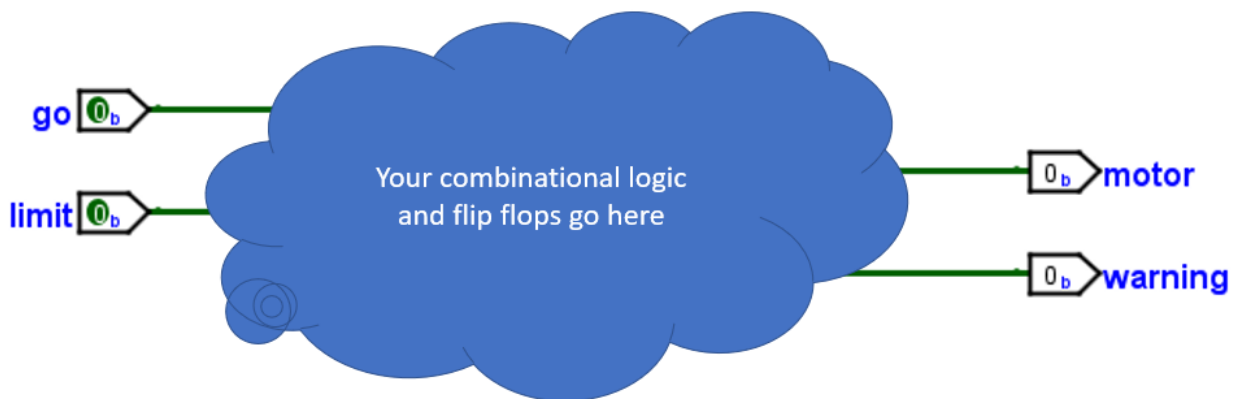 go 0b
limit 0b
Your combinational logic
and flip flops go here
0b motor
0b warning